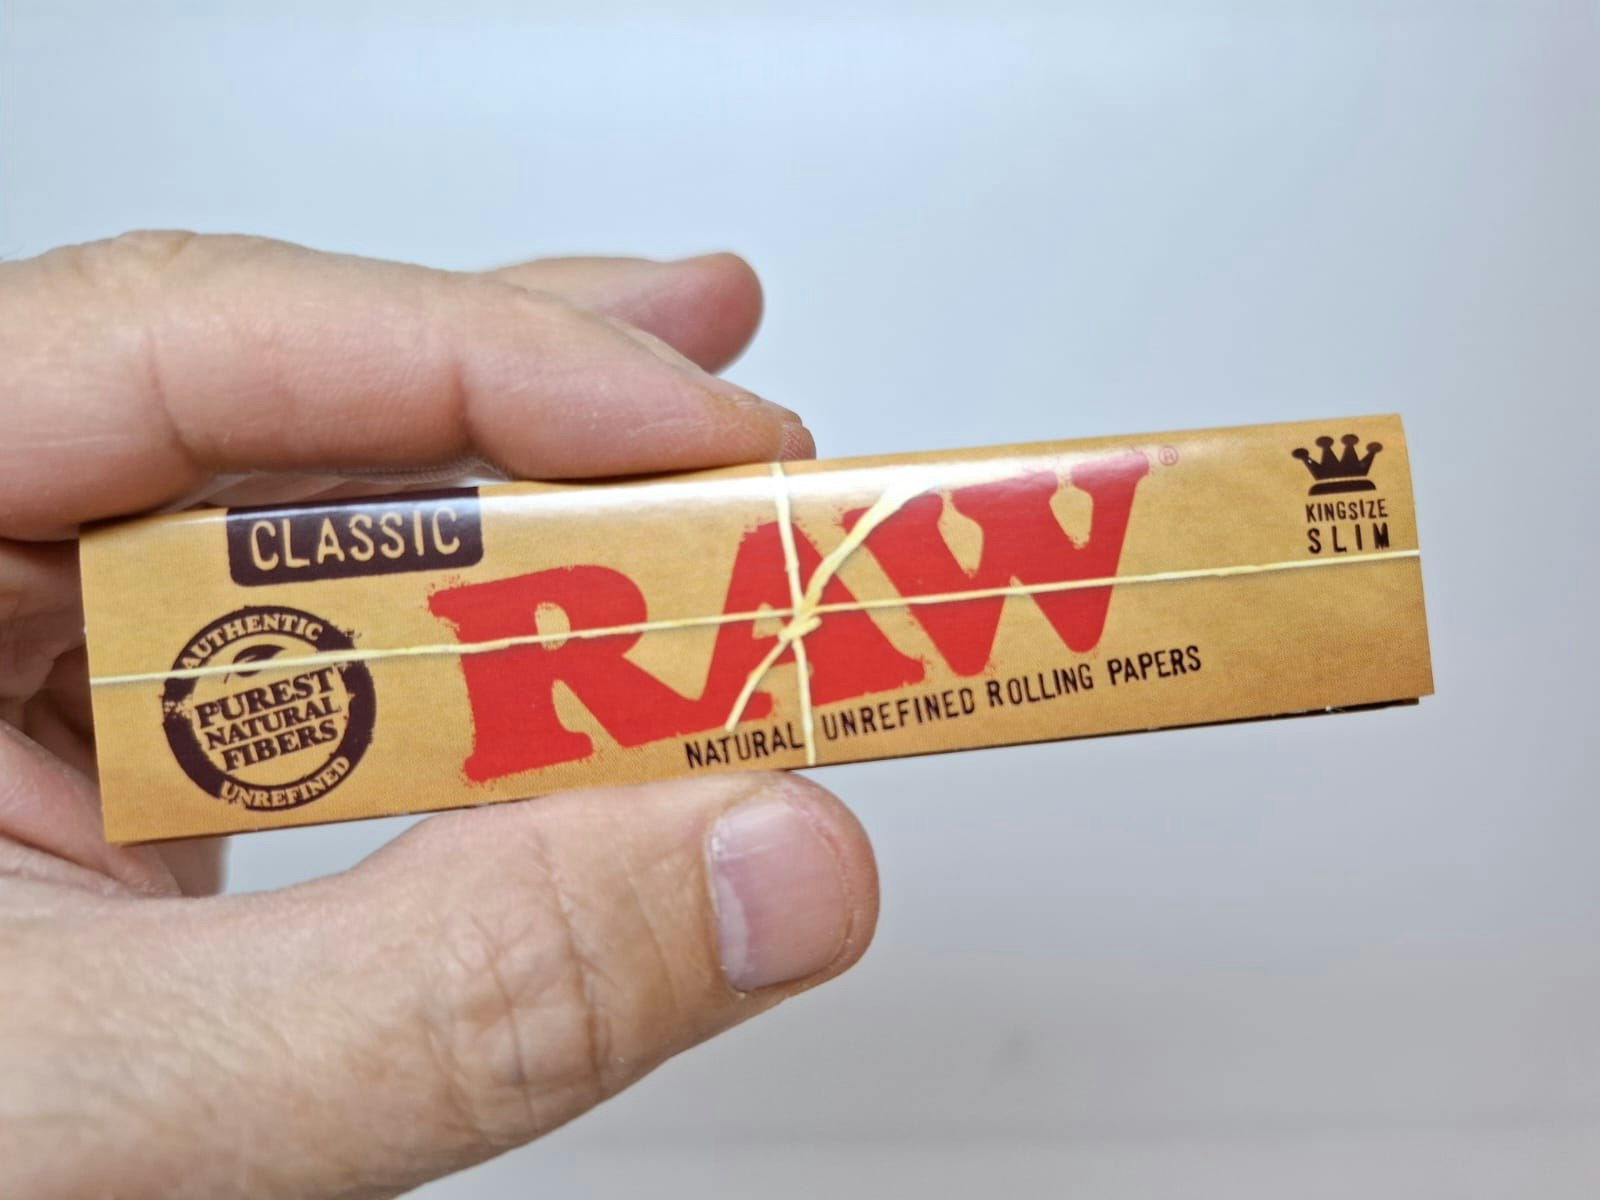 CLASSIC
RAW®
KINGSIZE
SLIM
AUTHENTIC
PUREST
NATURAL
FIBERS
UNREFINED
NATURAL UNREFINED ROLLING PAPERS